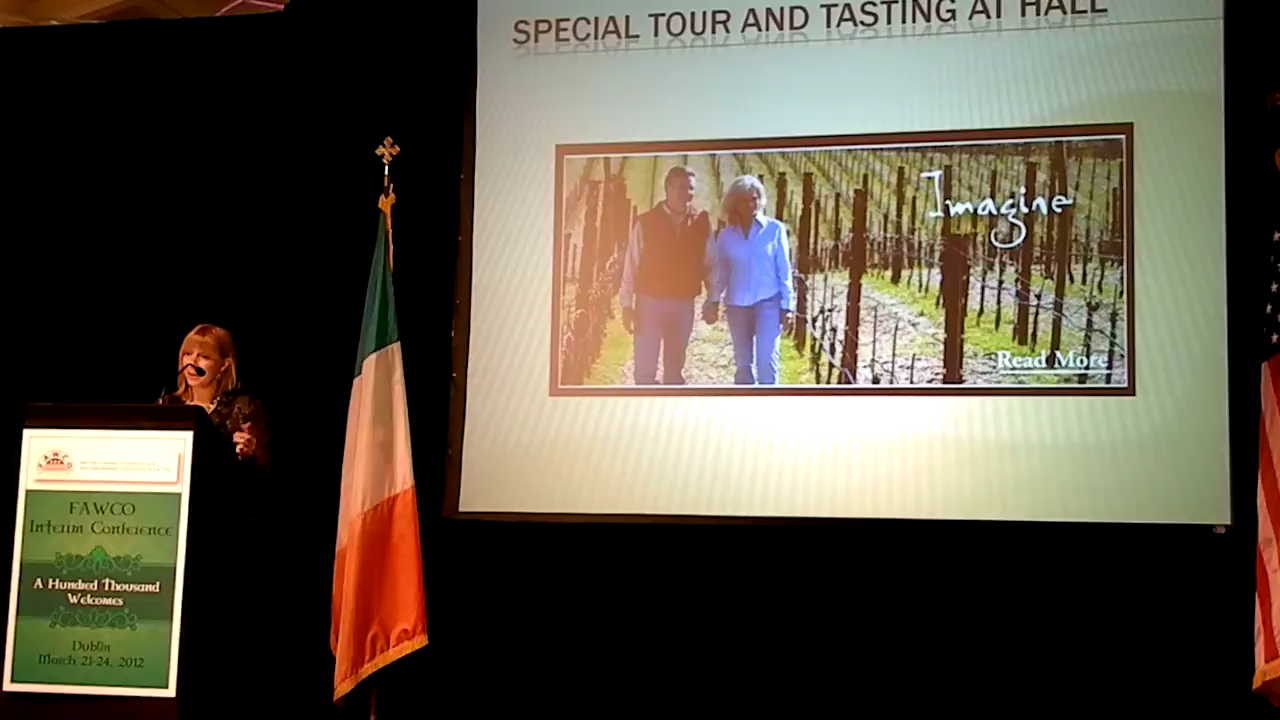 SPECIAL TOUR AND TASTING AT HALL
Imagine
Read More
FAWCO
FAWCO
Interim Conference
A Hundred Thousand
Welcomes
Dublin
March 21-24, 2012